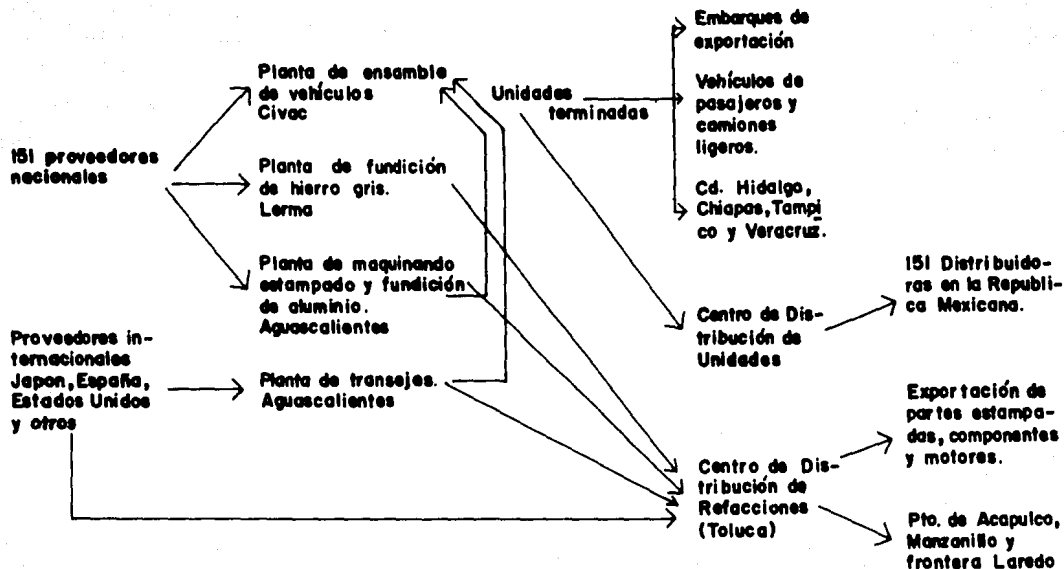 Embarques de
exportación
Planta de ensamble
de vehículos
Civac
Unidades
terminadas
Vehículos de
pasajeros y
camiones
ligeros.
151 proveedores
nacionales
Planta de fundición
de hierro gris.
Lerma
Cd. Hidalgo,
Chiapas, Tampi
co y Veracruz.
Planta de maquinando
estampado y fundición
de aluminio.
Aguascalientes
151 Distribuido-
ras en la Republi-
ca Mexicana.
Centro de Dis-
tribución de
Unidades
Proveedores in-
ternacionales
Japon, España,
Estados Unidos
y otros
Planta de transejes.
Aguascalientes
Exportación de
partes estampa-
das, componentes
y motores.
Centro de Dis-
tribución de
Refacciones
(Toluca)
Pto. de Acapulco,
Manzanillo y
frontera Laredo